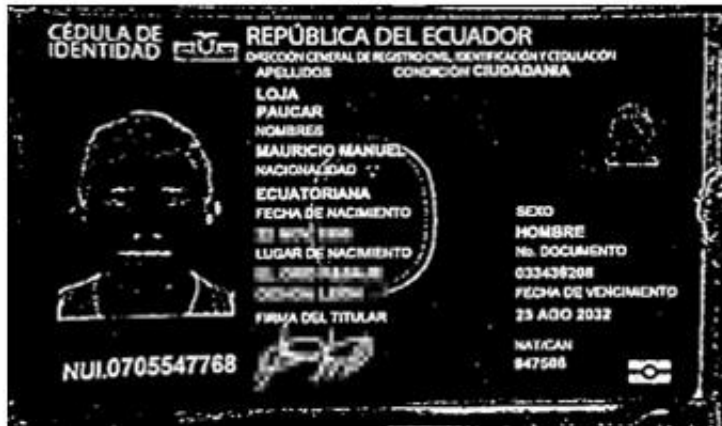 CÉDULA DE IDENTIDAD
REPÚBLICA DEL ECUADOR
DIRECCIÓN GENERAL DE REGISTRO CIVIL, IDENTIFICACIÓN Y CEDULACIÓN
APELLIDOS
CONDICIÓN CIUDADANIA
LOJA
PAUCAR
NOMBRES
MAURICIO MANUEL
NACIONALIDAD
ECUATORIANA
FECHA DE NACIMIENTO
LUGAR DE NACIMIENTO
FIRMA DEL TITULAR
SEXO
HOMBRE
No. DOCUMENTO
033436208
FECHA DE VENCIMIENTO
23 AGO 2032
NAT/CAN
947506
NUI.0705547768